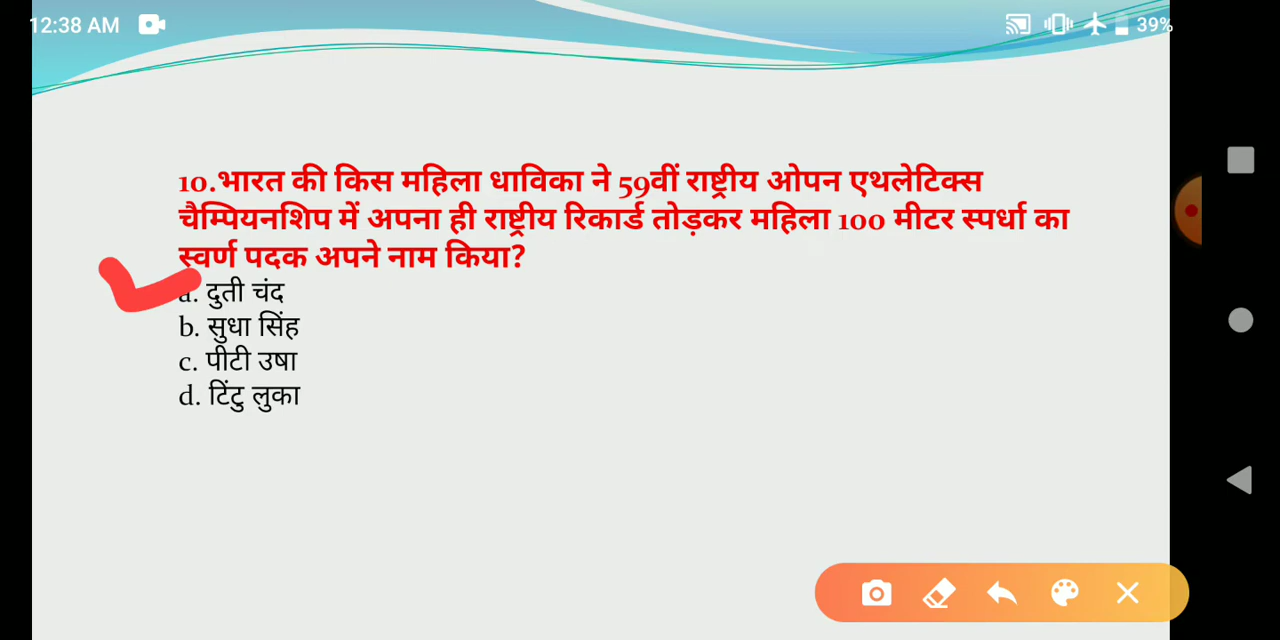 12:38 AM
39%
10.भारत की किस महिला धाविका ने 59वीं राष्ट्रीय ओपन एथलेटिक्स
चैम्पियनशिप में अपना ही राष्ट्रीय रिकार्ड तोड़कर महिला 100 मीटर स्पर्धा का
स्वर्ण पदक अपने नाम किया?
a. दुती चंद
b. सुधा सिंह
c. पीटी उषा
d. टिंटु लुका